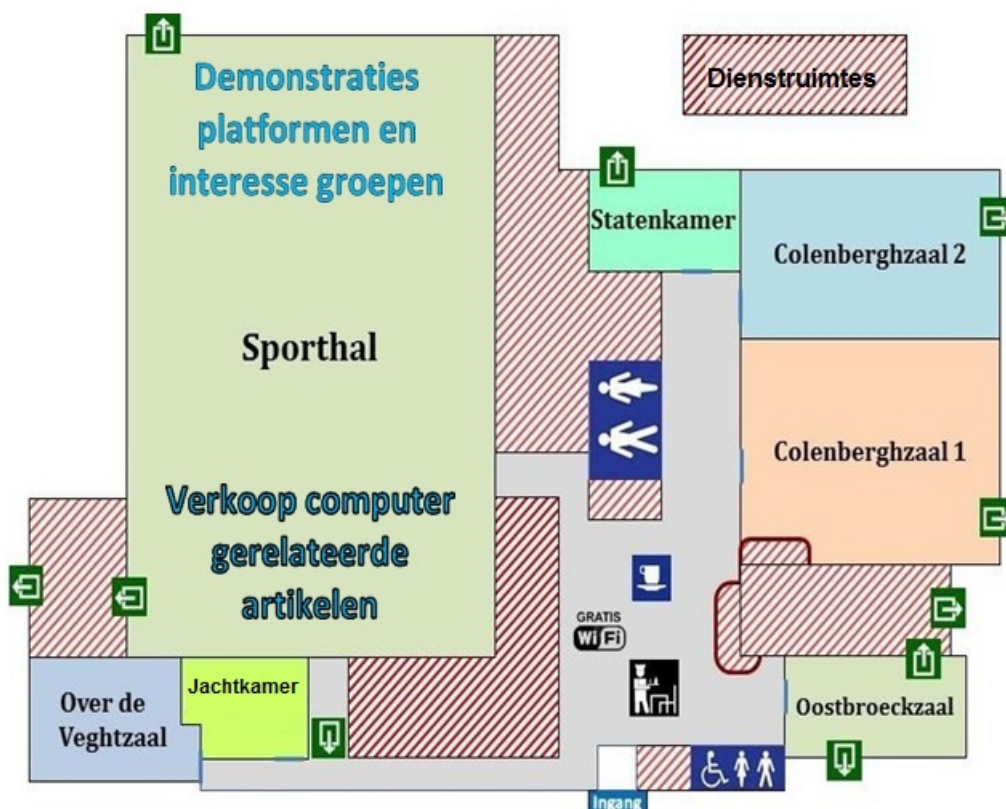 Demonstraties
platformen en
interesse groepen
Dienstruimtes
Statenkamer
Colenberghzaal 2
Sporthal
Colenberghzaal 1
Verkoop computer
gerelateerde
artikelen
GRATIS
WiFi
Over de
Veghtzaal
Jachtkamer
Oostbroeckzaal
Ingang